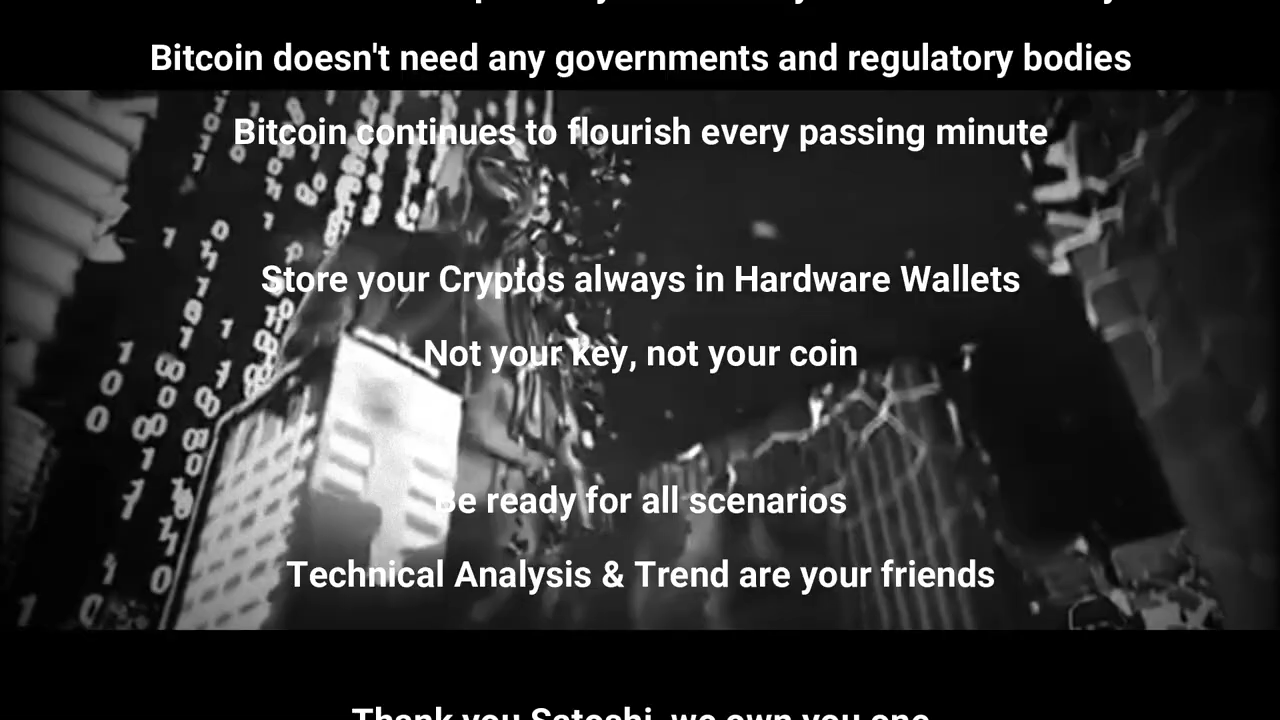 Bitcoin doesn't need any governments and regulatory bodies
Bitcoin continues to flourish every passing minute
Store your Cryptos always in Hardware Wallets
Not your key, not your coin
Be ready for all scenarios
Technical Analysis & Trend are your friends
Thank you Satoshi, we own you one